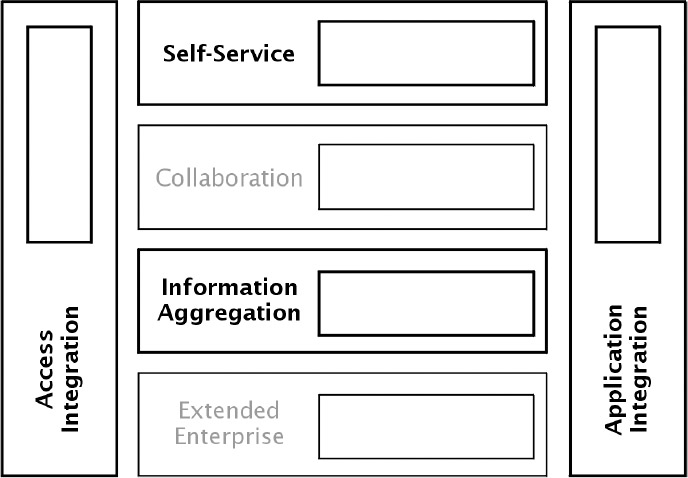 Self-Service
Collaboration
Information
Aggregation
Extended
Enterprise
Access
Integration
Application
Integration